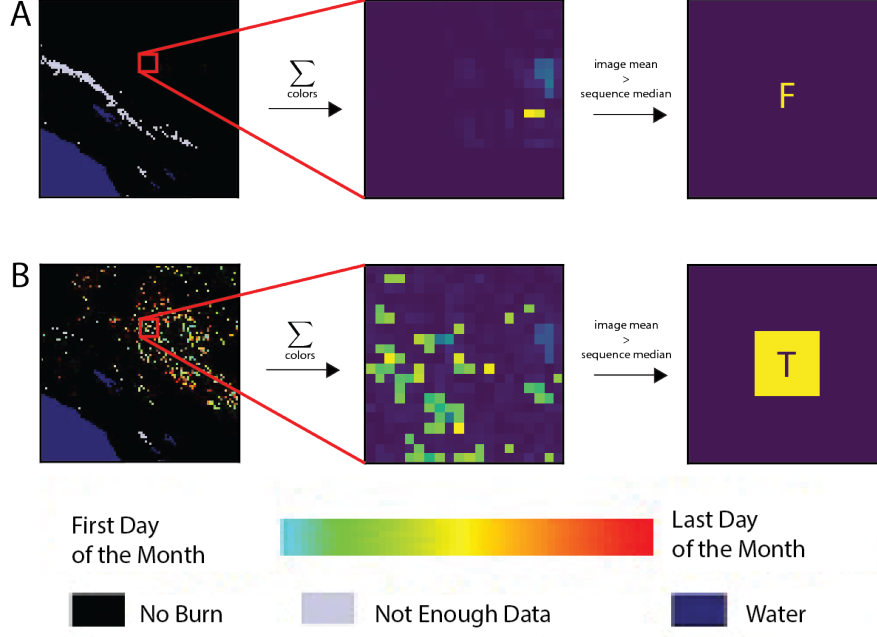 A
∑
colors
image mean
>
sequence median
F
B
∑
colors
image mean
>
sequence median
T
First Day
of the Month
Last Day
of the Month
No Burn
Not Enough Data
Water